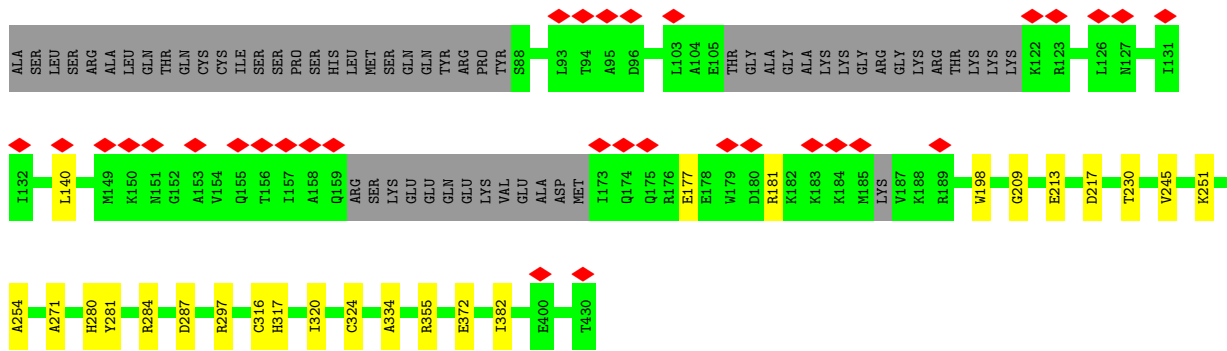 ALA SER LEU SER ARG ALA LEU GLN THR GLN CYS CYS ILE SER SER PRO SER HIS LEU MET SER GLN GLN TYR ARG PRO TYR S88 L93 T94 A95 D96 L103 A104 E105 THR GLY ALA GLY ALA LYS LYS GLY ARG GLY LYS ARG THR LYS LYS LYS K122 R123 L126 N127 I131
I132 L140 M149 K150 N151 G152 A153 V154 Q155 T156 I157 A158 Q159 ARG SER LYS GLU GLU GLN GLU LYS VAL GLU ALA ASP MET I173 Q174 Q175 R176 E177 E178 W179 D180 R181 K182 K183 K184 M185 LYS V187 K188 R189 W198 G209 E213 D217 T230 V245 K251
A254 A271 H280 Y281 R284 D287 R297 C316 H317 I320 C324 A334 R355 E372 I382 E400 T430